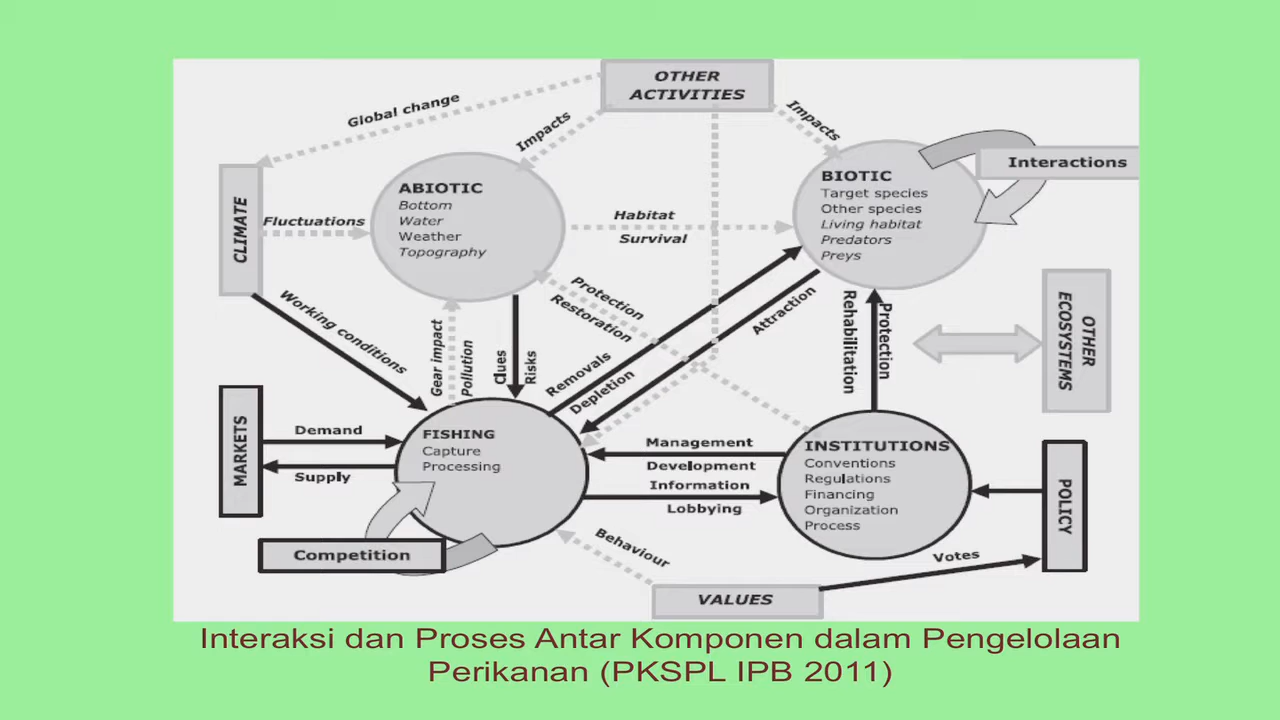 OTHER
ACTIVITIES
Global change
Impacts
Impacts
Interactions
CLIMATE
Fluctuations
ABIOTIC
Bottom
Water
Weather
Topography
Habitat
Survival
BIOTIC
Target species
Other species
Living habitat
Predators
Preys
Working conditions
Gear impact
Pollution
Clues
Risks
Protection
Restoration
Removals
Depletion
Attraction
Rehabilitation
Protection
OTHER
ECOSYSTEMS
MARKETS
Demand
Supply
FISHING
Capture
Processing
Competition
Management
Development
Information
Lobbying
INSTITUTIONS
Conventions
Regulations
Financing
Organization
Process
POLICY
Behaviour
Votes
VALUES
Interaksi dan Proses Antar Komponen dalam Pengelolaan
Perikanan (PKSPL IPB 2011)